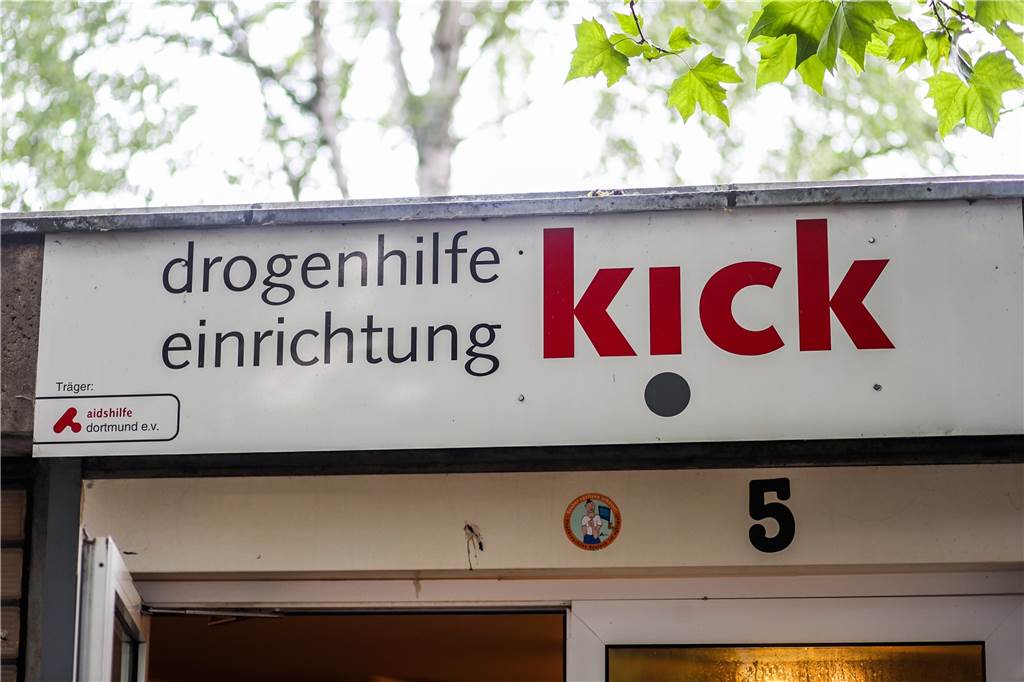 drogenhilfe
einrichtung
kick
Träger:
aidshilfe
dortmund e.v.
5